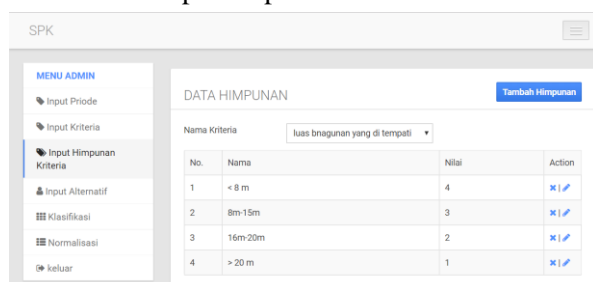 SPK
MENU ADMIN
Input Priode
Input Kriteria
Input Himpunan
Kriteria
Input Alternatif
Klasifikasi
Normalisasi
keluar
DATA HIMPUNAN
Tambah Himpunan
Nama Kriteria
luas bnagunan yang di tempati
No. Nama Nilai Action
1 < 8 m 4 |
2 8m-15m 3 |
3 16m-20m 2 |
4 > 20 m 1 |